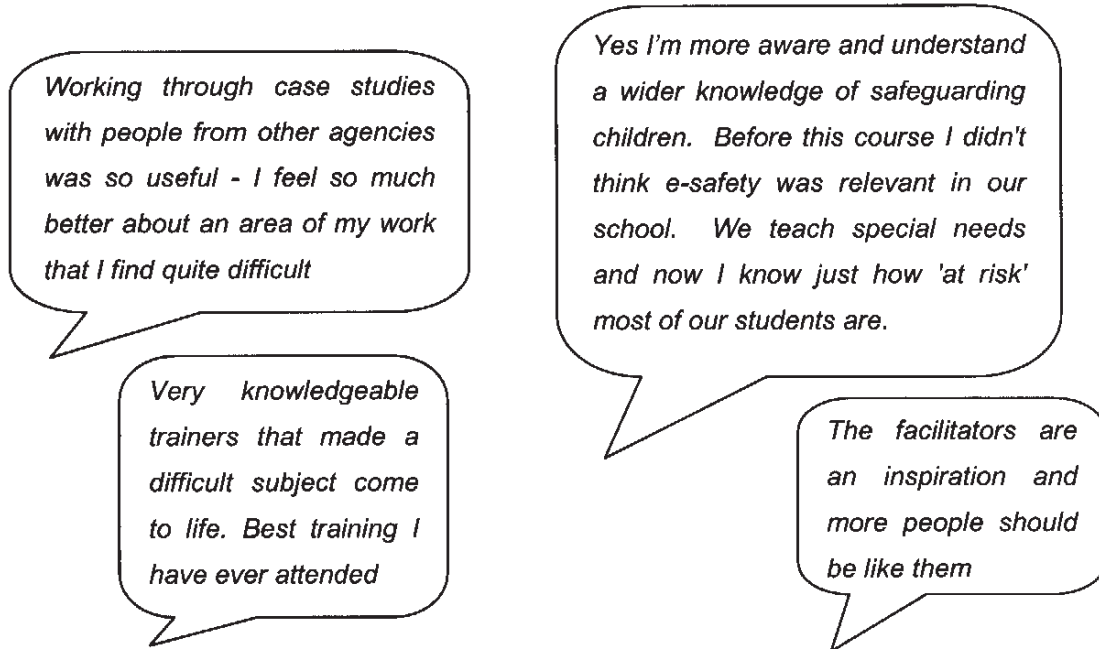 Working through case studies
with people from other agencies
was so useful - I feel so much
better about an area of my work
that I find quite difficult
Yes I'm more aware and understand
a wider knowledge of safeguarding
children. Before this course I didn't
think e-safety was relevant in our
school. We teach special needs
and now I know just how 'at risk'
most of our students are.
Very knowledgeable
trainers that made a
difficult subject come
to life. Best training I
have ever attended
The facilitators are
an inspiration and
more people should
be like them